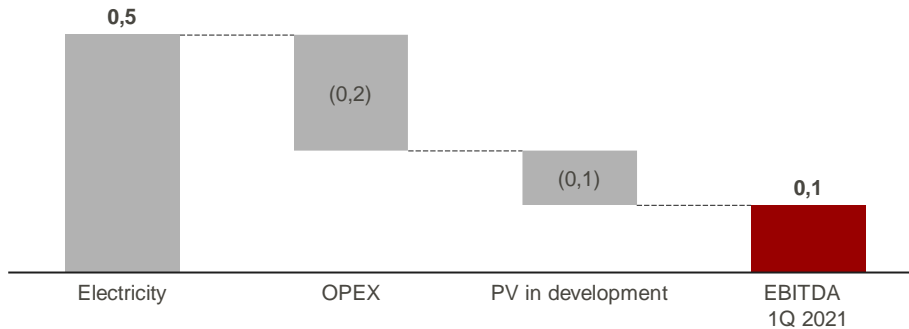 0,5
(0,2)
(0,1)
0,1
Electricity
OPEX
PV in development
EBITDA
1Q 2021